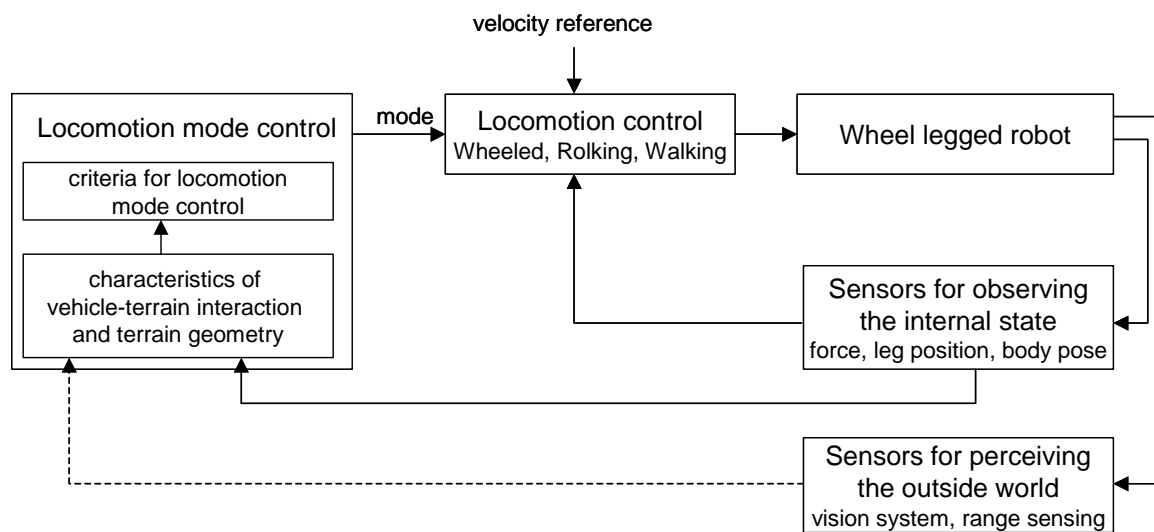 velocity reference
Locomotion mode control
mode
Locomotion control
Wheeled, Rolking, Walking
Wheel legged robot
criteria for locomotion
mode control
characteristics of
vehicle-terrain interaction
and terrain geometry
Sensors for observing
the internal state
force, leg position, body pose
Sensors for perceiving
the outside world
vision system, range sensing